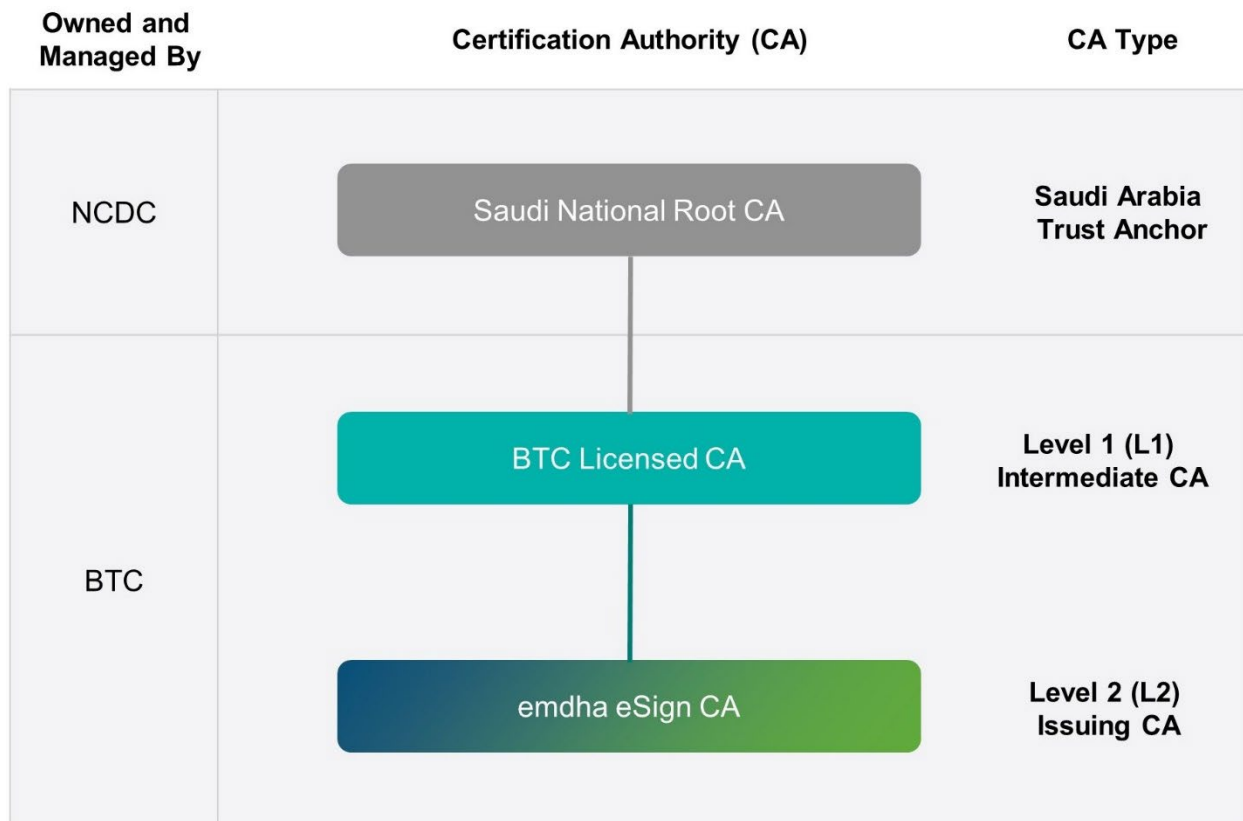 Owned and
Managed By
Certification Authority (CA)
CA Type
NCDC
Saudi National Root CA
Saudi Arabia
Trust Anchor
BTC
BTC Licensed CA
Level 1 (L1)
Intermediate CA
emdha eSign CA
Level 2 (L2)
Issuing CA